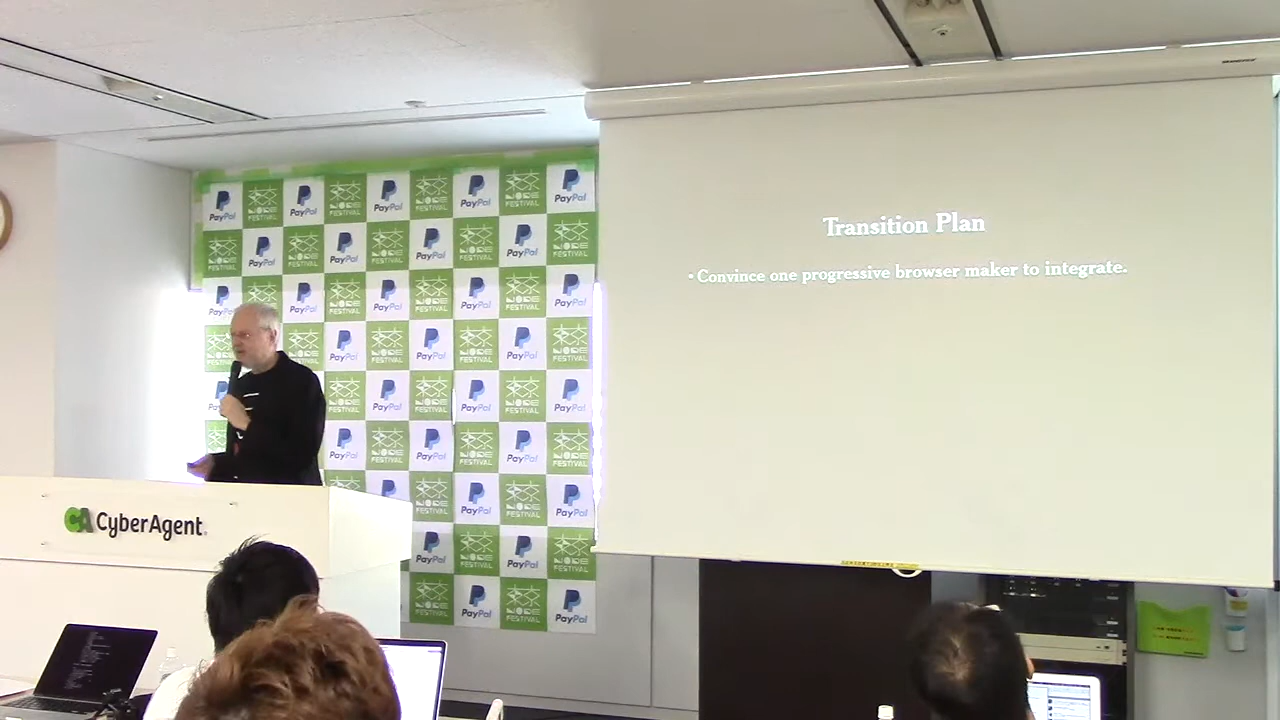 Transition Plan
• Convince one progressive browser maker to integrate.
CyberAgent.
PayPal
NODE FESTIVAL